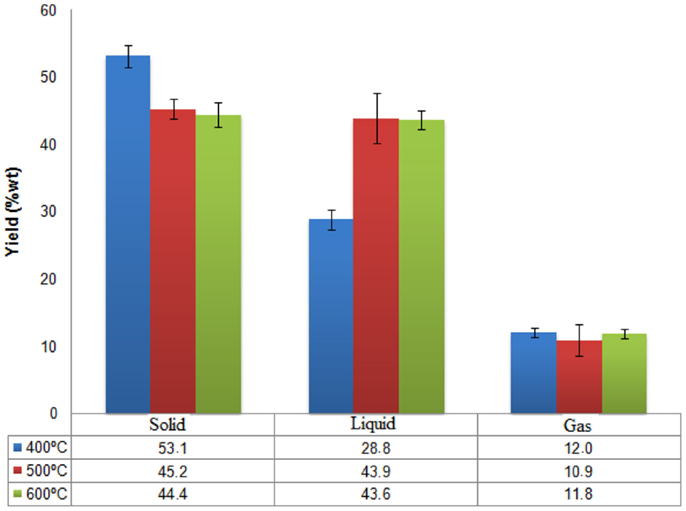 Yield (%wt)
60
50
40
30
20
10
0
Solid Liquid Gas
400ºC 53.1 28.8 12.0
500ºC 45.2 43.9 10.9
600ºC 44.4 43.6 11.8